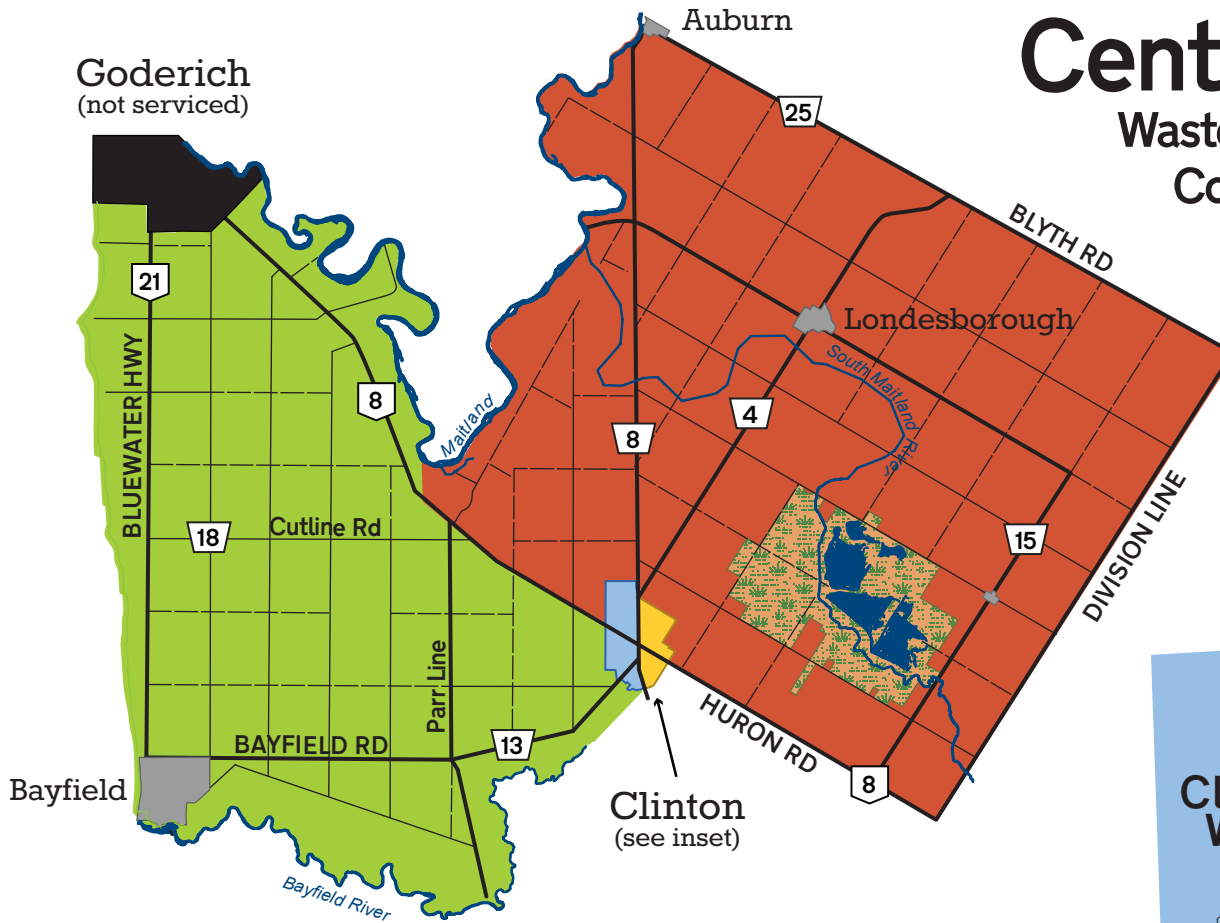 Auburn
Cent
Goderich
(not serviced)
Wast
Co
25
BLYTH RD
21
Londesborough
South Maitland
River
BLUEWATER HWY
8
Maitland
8
4
18
Cutline Rd
15
DIVISION LINE
Parr Line
HURON RD
BAYFIELD RD
13
8
Bayfield
Clinton
(see inset)
Bayfield River